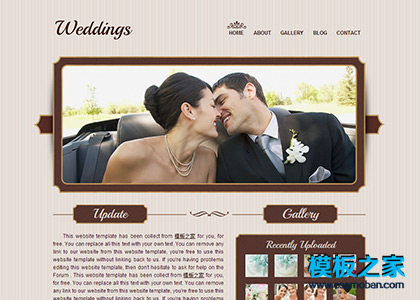 Weddings
HOME ABOUT GALLERY BLOG CONTACT
Update
Gallery
This website template has been collect from 模板之家 for you, for
free. You can replace all this text with your own text. You can remove any
link to our website from this website template, you're free to use this
website template without linking back to us. If you're having problems
editing this website template, then don't hesitate to ask for help on the
Forum . This website template has been collect from 模板之家 for you,
for free. You can replace all this text with your own text. You can
remove any link to our website from this website template, you're free to
use this website template without linking back to us. If you're having
Recently Uploaded
模板之家
www.cssmoban.com